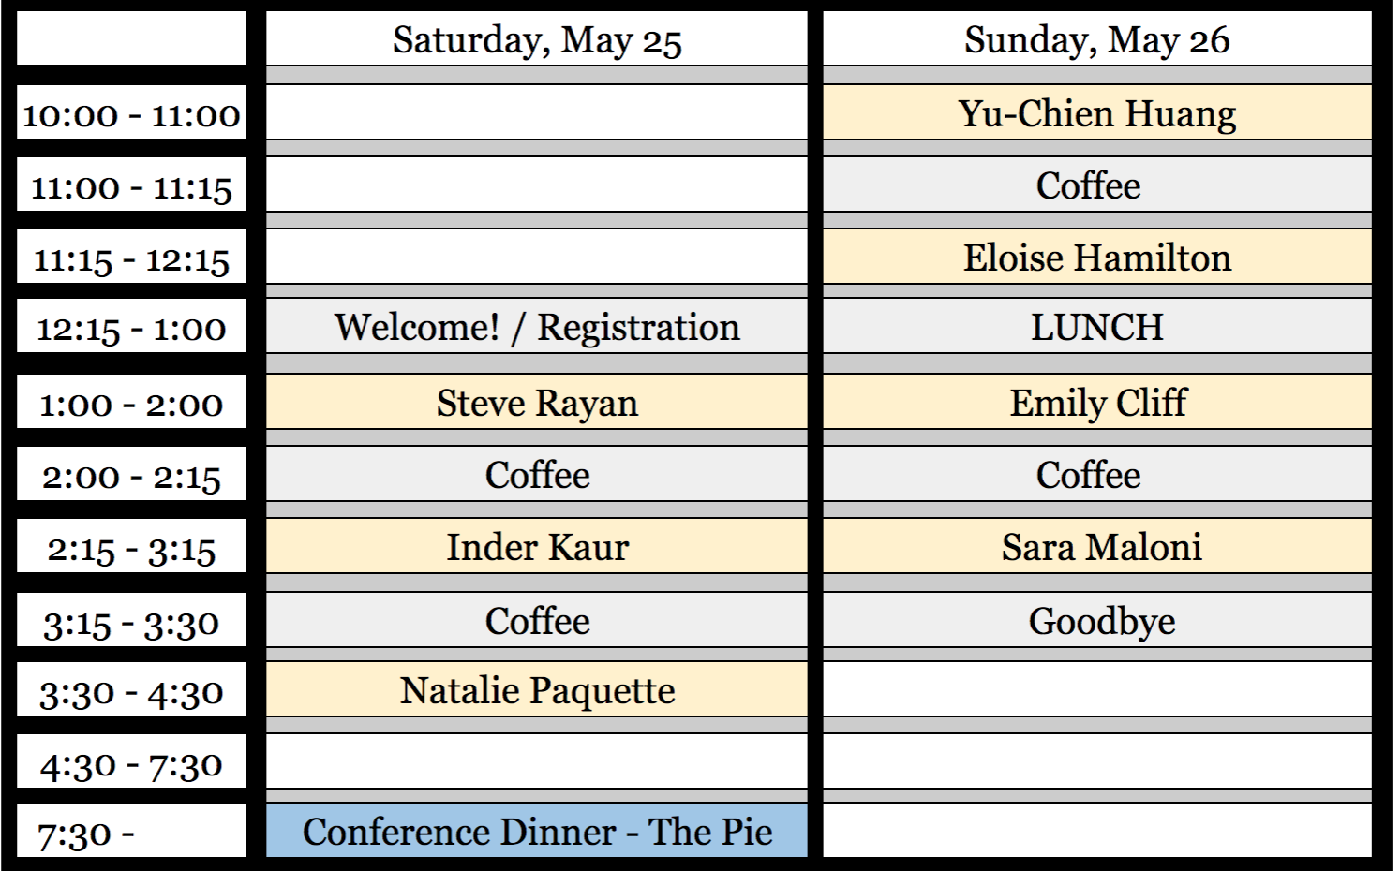 Saturday, May 25 Sunday, May 26
10:00 - 11:00 Yu-Chien Huang
11:00 - 11:15 Coffee
11:15 - 12:15 Eloise Hamilton
12:15 - 1:00 Welcome! / Registration LUNCH
1:00 - 2:00 Steve Rayan Emily Cliff
2:00 - 2:15 Coffee Coffee
2:15 - 3:15 Inder Kaur Sara Maloni
3:15 - 3:30 Coffee Goodbye
3:30 - 4:30 Natalie Paquette
4:30 - 7:30
7:30 - Conference Dinner - The Pie